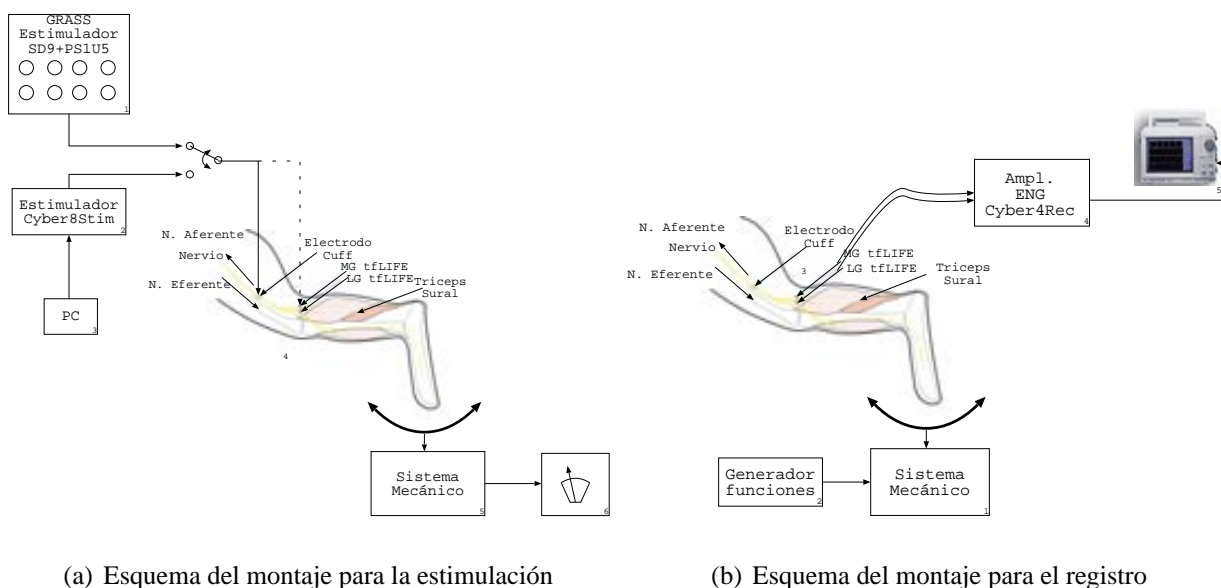 GRASS
Estimulador
SD9+PS1U5
1
Estimulador
Cyber8Stim
2
PC
3
N. Aferente
Nervio
N. Eferente
Electrodo
Cuff
MG tfLIFE
LG tfLIFE
Triceps
Sural
4
Sistema
Mecánico
5
6
(a) Esquema del montaje para la estimulación
Ampl.
ENG
Cyber4Rec
4
5
N. Aferente
Nervio
N. Eferente
Electrodo
Cuff
3
MG tfLIFE
LG tfLIFE
Triceps
Sural
Generador
funciones
2
Sistema
Mecánico
1
(b) Esquema del montaje para el registro